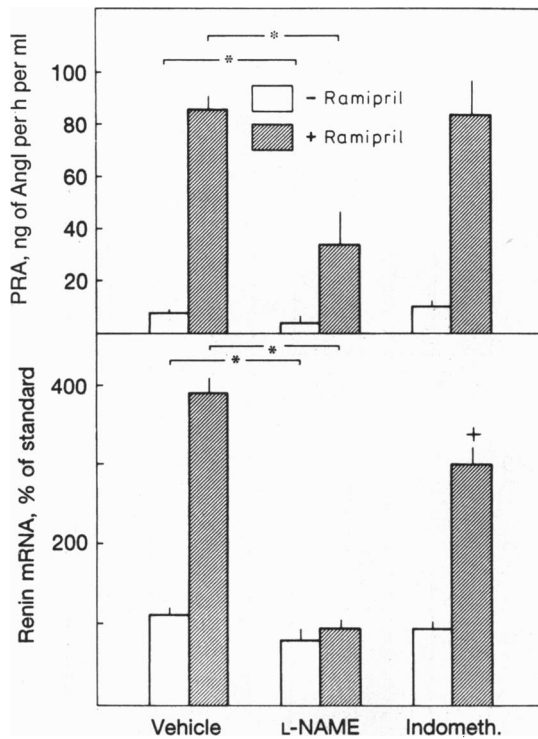 PRA, ng of AngI per h per ml
100
80
60
40
20
*
*
– Ramipril
+ Ramipril
Renin mRNA, % of standard
400
200
*
*
+
Vehicle
L-NAME
Indometh.